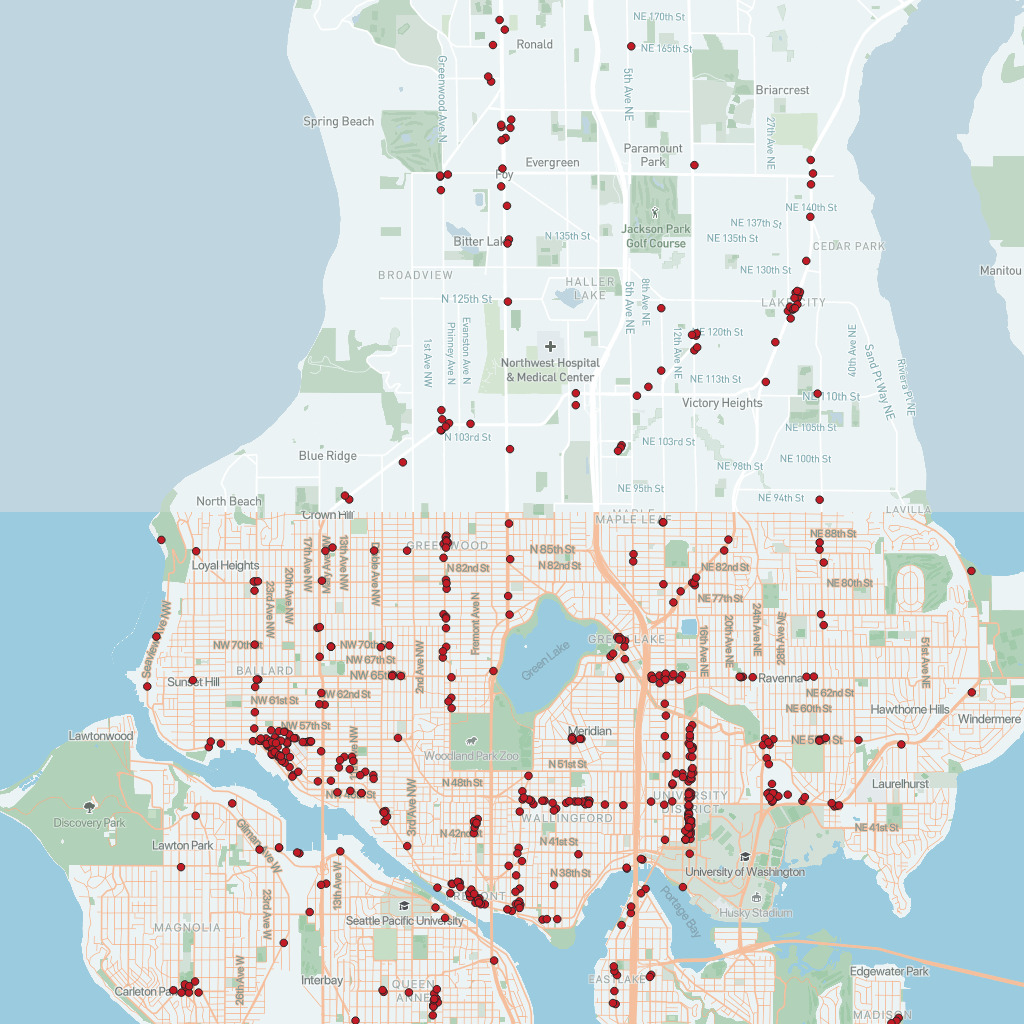 NE 170th St
Ronald
NE 165th St
Greenwood Ave N
5th Ave NE
Briarcrest
Spring Beach
27th Ave NE
Paramount
Park
Evergreen
Foy
NE 140th St
NE 137th St
Jackson Park
Golf Course
N 135th St
NE 135th St
Bitter Lak
CEDAR PARK
BROADVIEW
NE 130th St
Manitou
HALLER
LAKE
5th Ave NE
8th Ave NE
N 125th St
LAKE CITY
NE 120th St
Evanston Ave N
Phinney Ave N
1st Ave NW
12th Ave NE
40th Ave NE
Sand Pt Way NE
Riviera Pl NE
Northwest Hospital
& Medical Center
NE 113th St
NE 110th St
Victory Heights
NE 105th St
N 103rd St
NE 103rd St
Blue Ridge
NE 100th St
NE 98th St
NE 95th St
NE 94th St
North Beach
LAVILLA
Crown Hill
MAPLE LEAF
NE 88th St
17th Ave NW
13th Ave NW
GREENWOOD
N 85th St
Loyal Heights
N 82nd St
N 82nd St
NE 82nd St
20th Ave NW
23rd Ave NW
NE 80th St
NE 77th St
Fremont Ave N
Seaview Ave NW
24th Ave NE
28th Ave NE
20th Ave NE
16th Ave NE
51st Ave NE
NW 70th St
NW 70th St
GREEN LAKE
Green Lake
2nd Ave NW
NW 67th St
BALLARD
NW 65th St
Sunset Hill
Ravenna
NW 62nd St
NE 62nd St
NW 61st St
NE 60th St
Hawthorne Hills
Windermere
NW 57th St
Lawtonwood
Meridian
Woodland Park Zoo
N 51st St
N 48th St
Laurelhurst
3rd Ave NW
UNIVERSITY
DISTRICT
Discovery Park
WALLINGFORD
Gilman Ave W
N 42nd St
NE 41st St
N 41st St
Lawton Park
N 38th St
University of Washington
13th Ave W
23rd Ave W
FREMONT
Husky Stadium
Seattle Pacific University
Portage Bay
MAGNOLIA
26th Ave W
Interbay
EASTLAKE
Edgewater Park
QUEEN
ANNE
Carleton Pa
MADISON